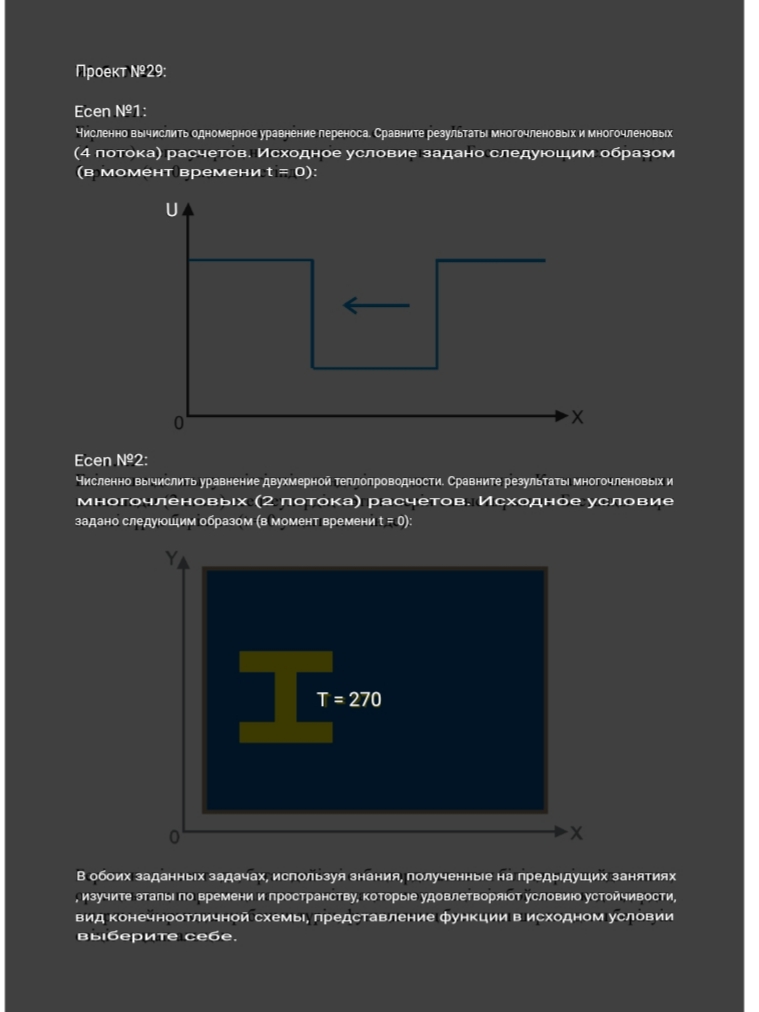 Проект №29:
Есеп №1:
Численно вычислить одномерное уравнение переноса. Сравните результаты многочленовых и многочленовых
(4 потока) расчетов. Исходное условие задано следующим образом
(в момент времени t = 0):
U
0
X
Есеп №2:
Численно вычислить уравнение двухмерной теплопроводности. Сравните результаты многочленовых и
многочленовых (2 потока) расчетов. Исходное условие
задано следующим образом (в момент времени t = 0):
Y
T = 270
0
X
В обоих заданных задачах, используя знания, полученные на предыдущих занятиях
, изучите этапы по времени и пространству, которые удовлетворяют условию устойчивости,
вид конечноотличной схемы, представление функции в исходном условии
выберите себе.